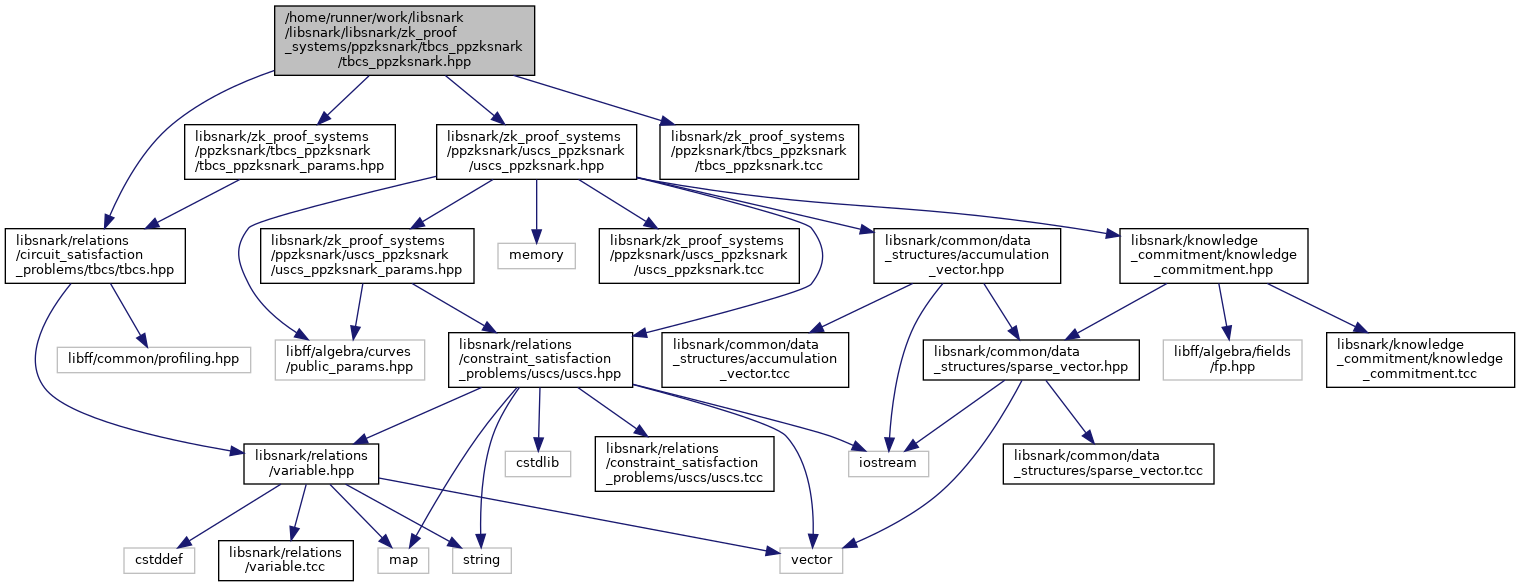 /home/runner/work/libsnark
/libsnark/libsnark/zk_proof
_systems/ppzksnark/tbcs_ppzksnark
/tbcs_ppzksnark.hpp
libsnark/zk_proof_systems
/ppzksnark/tbcs_ppzksnark
/tbcs_ppzksnark_params.hpp
libsnark/zk_proof_systems
/ppzksnark/uscs_ppzksnark
/uscs_ppzksnark.hpp
libsnark/zk_proof_systems
/ppzksnark/tbcs_ppzksnark
/tbcs_ppzksnark.tcc
libsnark/relations
/circuit_satisfaction
_problems/tbcs/tbcs.hpp
libsnark/zk_proof_systems
/ppzksnark/uscs_ppzksnark
/uscs_ppzksnark_params.hpp
memory
libsnark/zk_proof_systems
/ppzksnark/uscs_ppzksnark
/uscs_ppzksnark.tcc
libsnark/common/data
_structures/accumulation
_vector.hpp
libsnark/knowledge
_commitment/knowledge
_commitment.hpp
libff/common/profiling.hpp
libff/algebra/curves
/public_params.hpp
libsnark/relations
/constraint_satisfaction
_problems/uscs/uscs.hpp
libsnark/common/data
_structures/accumulation
_vector.tcc
libsnark/common/data
_structures/sparse_vector.hpp
libff/algebra/fields
/fp.hpp
libsnark/knowledge
_commitment/knowledge
_commitment.tcc
libsnark/relations
/variable.hpp
cstdlib
libsnark/relations
/constraint_satisfaction
_problems/uscs/uscs.tcc
iostream
libsnark/common/data
_structures/sparse_vector.tcc
cstddef
libsnark/relations
/variable.tcc
map
string
vector